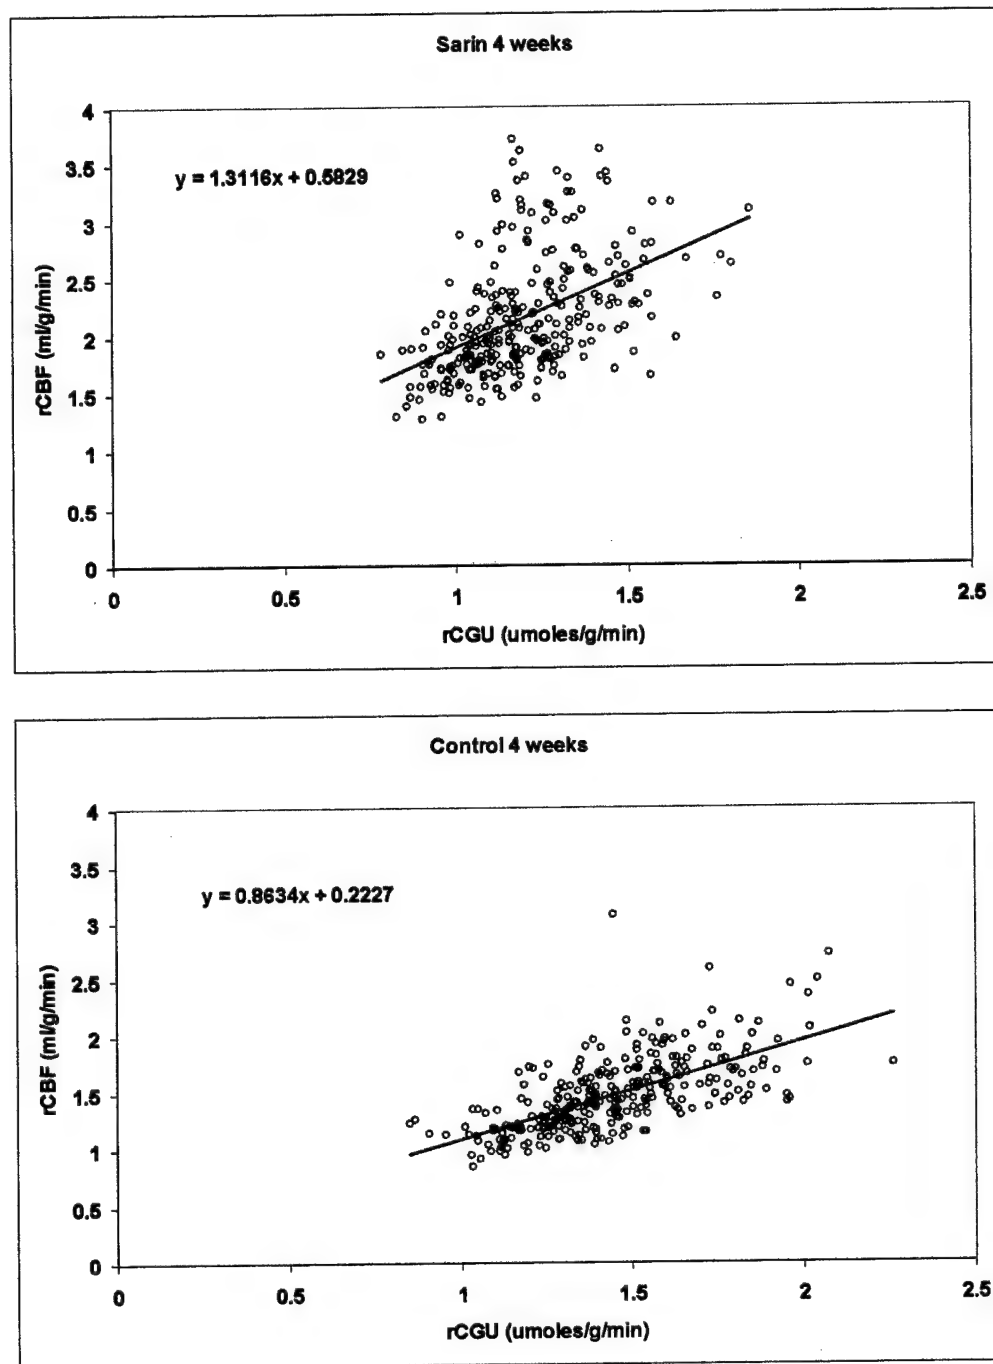 Sarin 4 weeks
4
3.5
3
2.5
2
1.5
1
0.5
0
y = 1.3116x + 0.5829
rCBF (ml/g/min)
0 0.5 1 1.5 2 2.5
rCGU (umoles/g/min)
Control 4 weeks
4
3.5
3
2.5
2
1.5
1
0.5
0
y = 0.8634x + 0.2227
rCBF (ml/g/min)
0 0.5 1 1.5 2 2.5
rCGU (umoles/g/min)